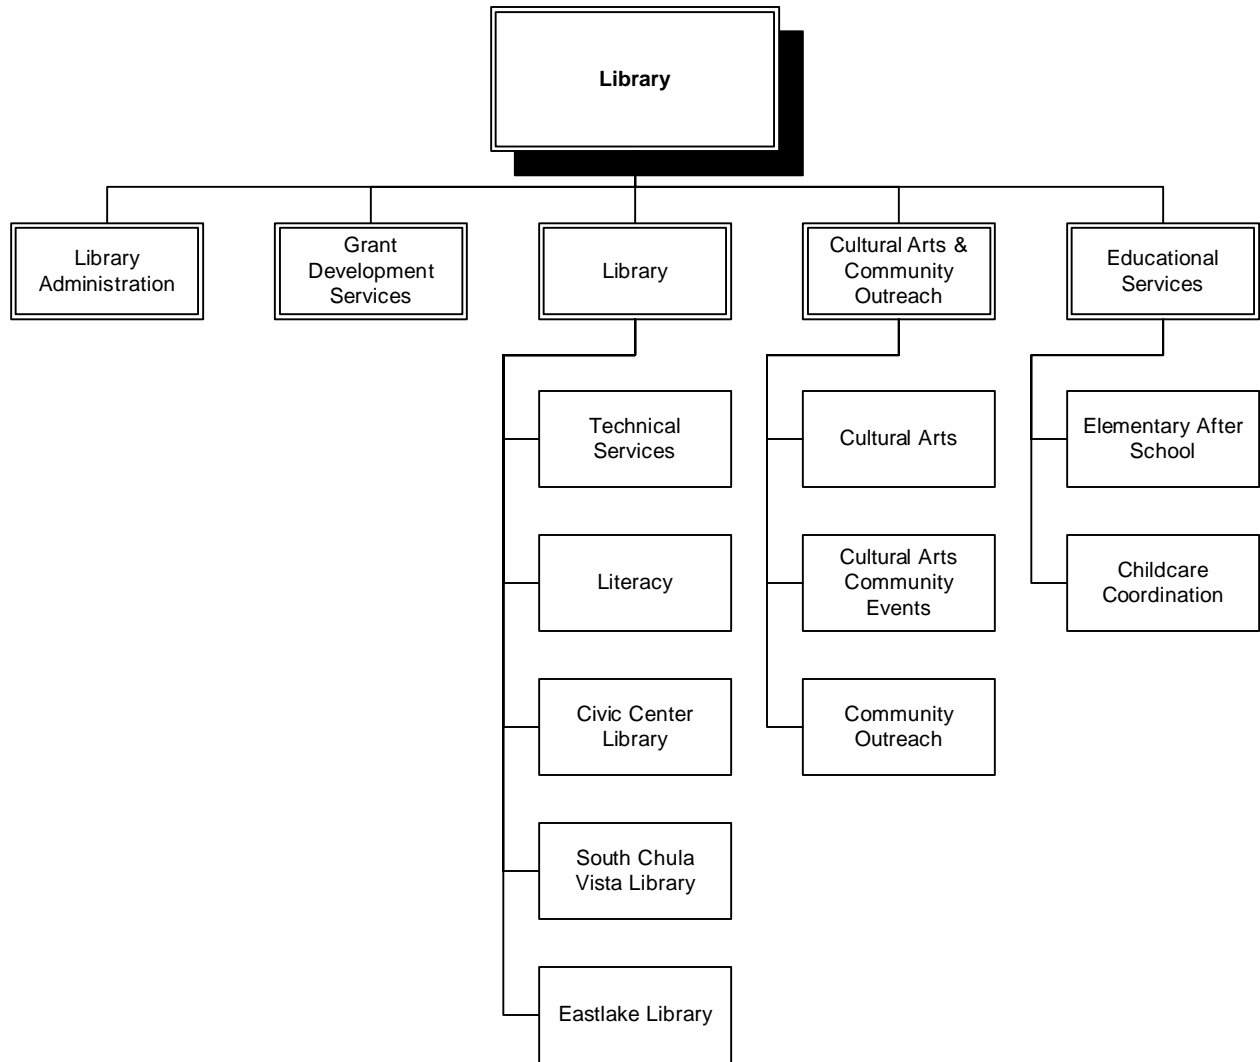 Library
Library
Administration
Grant
Development
Services
Library
Cultural Arts &
Community
Outreach
Educational
Services
Technical
Services
Literacy
Civic Center
Library
South Chula
Vista Library
Eastlake Library
Cultural Arts
Cultural Arts
Community
Events
Community
Outreach
Elementary After
School
Childcare
Coordination